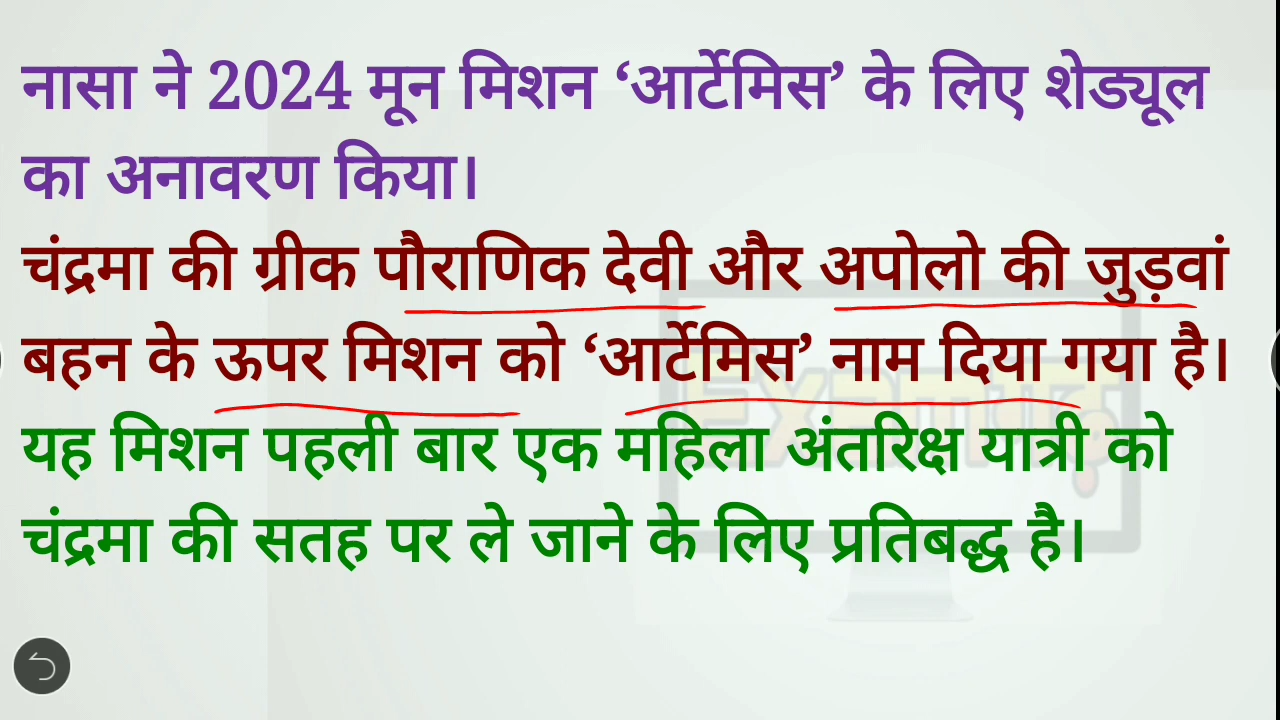 नासा ने 2024 मून मिशन ‘आर्टेमिस’ के लिए शेड्यूल
का अनावरण किया।
चंद्रमा की ग्रीक पौराणिक देवी और अपोलो की जुड़वां
बहन के ऊपर मिशन को ‘आर्टेमिस’ नाम दिया गया है।
यह मिशन पहली बार एक महिला अंतरिक्ष यात्री को
चंद्रमा की सतह पर ले जाने के लिए प्रतिबद्ध है।